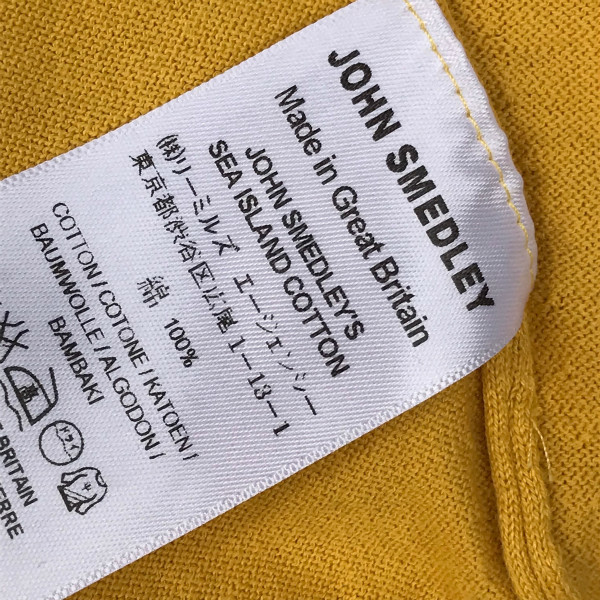 JOHN SMEDLEY
Made in Great Britain
JOHN SMEDLEY'S
SEA ISLAND COTTON
(株)リーミルズ エージェンシー
東京都渋谷区広尾 1-13-1
綿 100%
COTTON / COTONE / KATOEN /
BAUMWOLLE / ALGODON /
BAMBAKI
BRITAIN